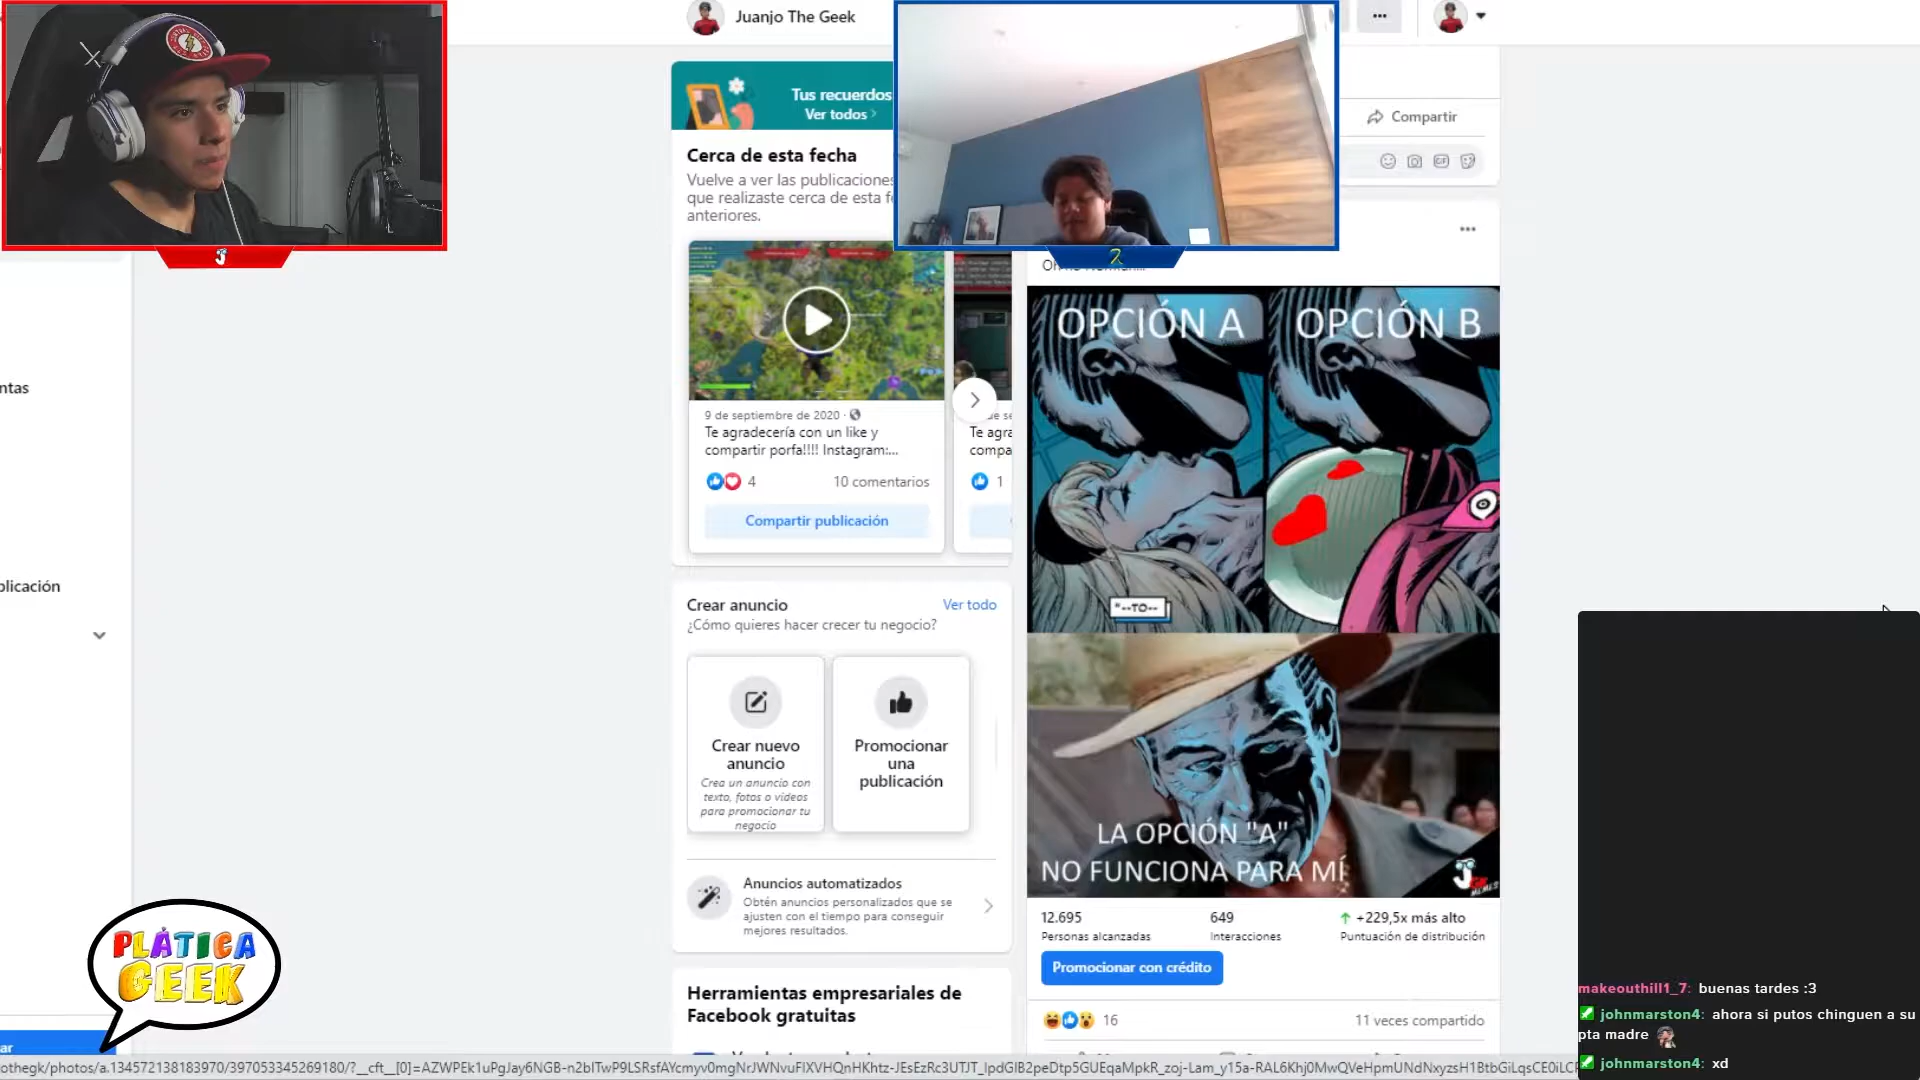 Juanjo The Geek
Tus recuerdos
Ver todos
Compartir
Cerca de esta fecha
Vuelve a ver las publicaciones
que realizaste cerca de esta
anteriores.
GIF
J
2
OPCIÓN A
OPCIÓN B
"--TO--
LA OPCIÓN "A"
NO FUNCIONA PARA MÍ
MEMES
9 de septiembre de 2020 ·
Te agradecería con un like y
compartir porfa!!!! Instagram:...
4
10 comentarios
Compartir publicación
1
ntas
blicación
Crear anuncio
Ver todo
¿Cómo quieres hacer crecer tu negocio?
Crear nuevo
anuncio
Crea un anuncio con
texto, fotos o videos
para promocionar tu
negocio
Promocionar
una
publicación
Anuncios automatizados
Obtén anuncios personalizados que se
ajusten con el tiempo para conseguir
mejores resultados.
Herramientas empresariales de
Facebook gratuitas
12.695
Personas alcanzadas
649
Interacciones
+229,5x más alto
Puntuación de distribución
Promocionar con crédito
16
11 veces compartido
PLÁTICA
GEEK
ar
makeouthill1_7: buenas tardes :3
johnmarston4: ahora si putos chinguen a su
pta madre
johnmarston4: xd